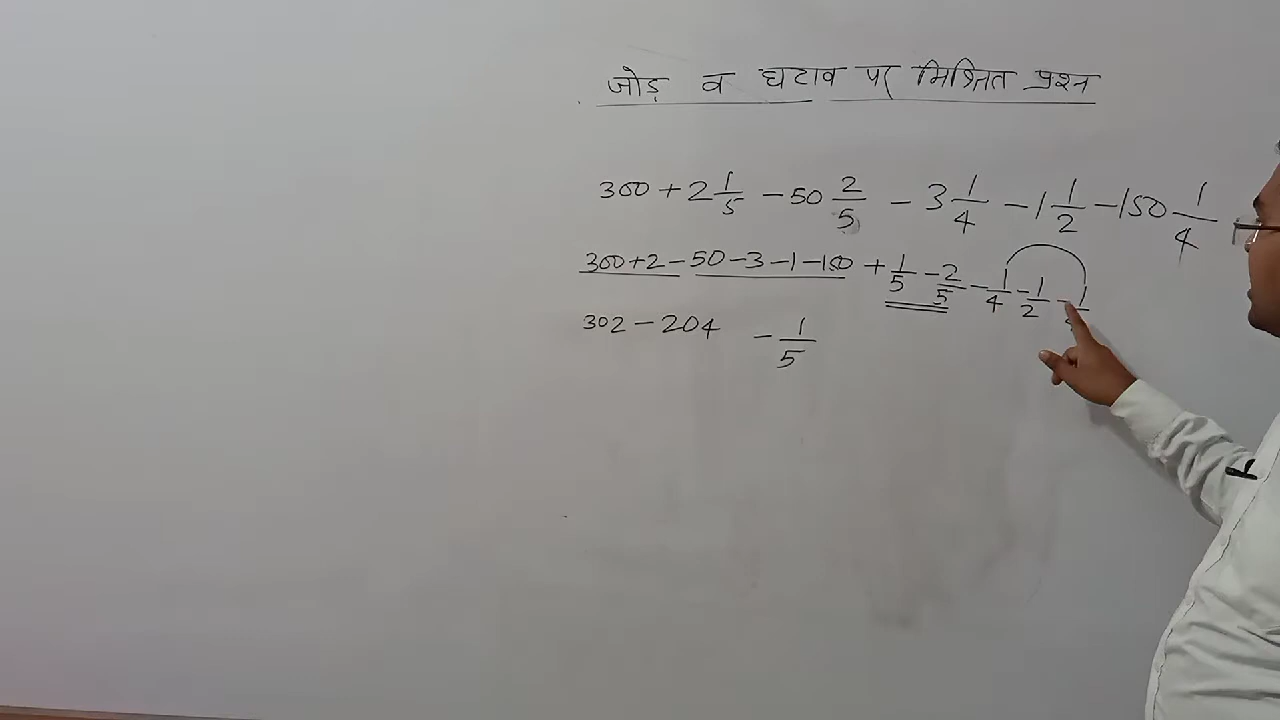 जोड़ व घटाव पर मिश्रित प्रश्न
300 + 2 1/5 - 50 2/5 - 3 1/4 - 1 1/2 - 150 1/4
300+2-50-3-1-150 + 1/5 - 2/5 - 1/4 - 1/2 - 1/
302 - 204 - 1/5